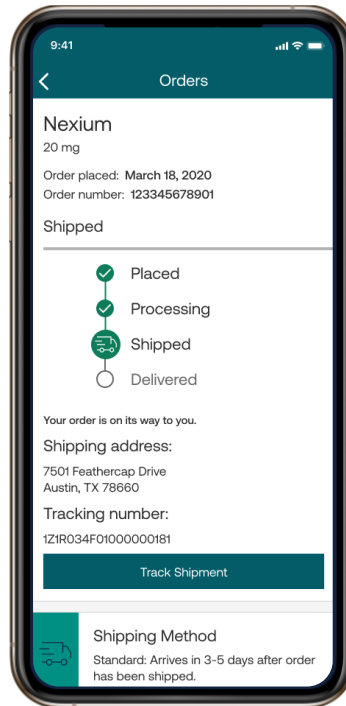 9:41
Orders
Nexium
20 mg
Order placed: March 18, 2020
Order number: 123345678901
Shipped
Placed
Processing
Shipped
Delivered
Your order is on its way to you.
Shipping address:
7501 Feathercap Drive
Austin, TX 78660
Tracking number:
1Z1R034F01000000181
Track Shipment
Shipping Method
Standard: Arrives in 3-5 days after order
has been shipped.